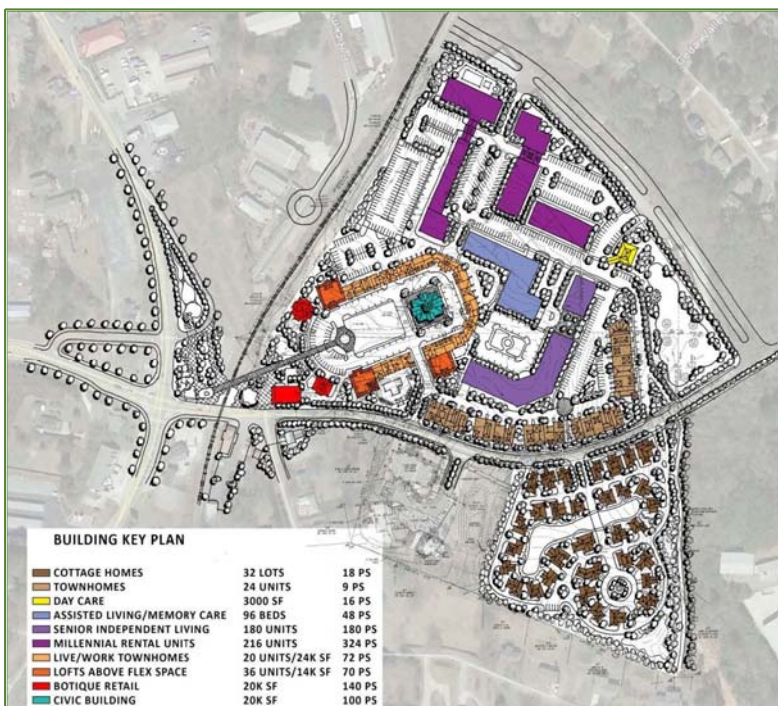 BUILDING KEY PLAN
COTTAGE HOMES 32 LOTS 18 PS
TOWNHOMES 24 UNITS 9 PS
DAY CARE 3000 SF 16 PS
ASSISTED LIVING/MEMORY CARE 96 BEDS 48 PS
SENIOR INDEPENDENT LIVING 180 UNITS 180 PS
MILLENNIAL RENTAL UNITS 216 UNITS 324 PS
LIVE/WORK TOWNHOMES 20 UNITS/24K SF 72 PS
LOFTS ABOVE FLEX SPACE 36 UNITS/14K SF 70 PS
BOTIQUE RETAIL 20K SF 140 PS
CIVIC BUILDING 20K SF 100 PS